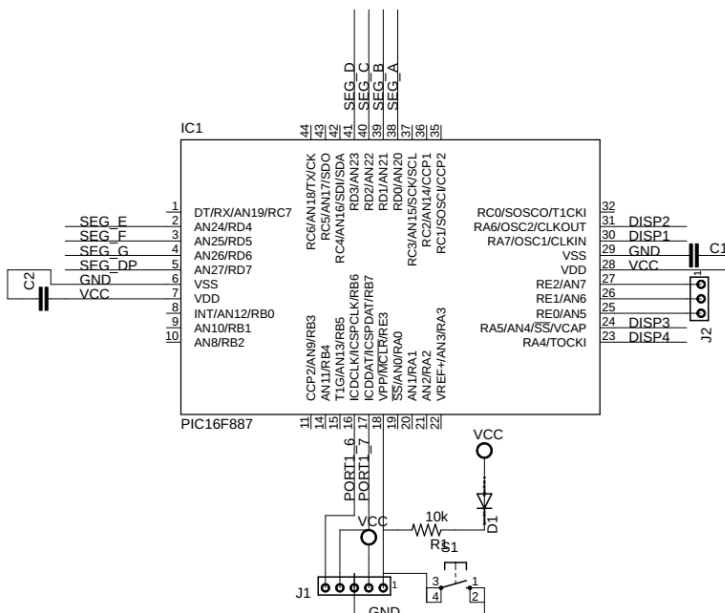 SEG_D
SEG_C
SEG_B
SEG_A
IC1
44
43
42
41
40
39
38
37
36
35
RC6/AN18/TX/CK
RC5/AN17/SDO
RC4/AN16/SDI/SDA
RD3/AN23
RD2/AN22
RD1/AN21
RD0/AN20
RC3/AN15/SCK/SCL
RC2/AN14/CCP1
RC1/SOSCI/CCP2
1 DT/RX/AN19/RC7
SEG_E 2 AN24/RD4
SEG_F 3 AN25/RD5
SEG_G 4 AN26/RD6
SEG_DP 5 AN27/RD7
GND 6 VSS
VCC 7 VDD
8 INT/AN12/RB0
9 AN10/RB1
10 AN8/RB2
C2
RC0/SOSCO/T1CKI 32
RA6/OSC2/CLKOUT 31 DISP2
RA7/OSC1/CLKIN 30 DISP1
VSS 29 GND
VDD 28 VCC
RE2/AN7 27
RE1/AN6 26
RE0/AN5 25
RA5/AN4/SS/VCAP 24 DISP3
RA4/TOCKI 23 DISP4
C1
1
J2
CCP2/AN9/RB3
AN11/RB4
T1G/AN13/RB5
ICDCLK/ICSPCLK/RB6
ICDDAT/ICSPDAT/RB7
VPP/MCLR/RE3
SS/AN0/RA0
AN1/RA1
AN2/RA2
VREF+/AN3/RA3
PIC16F887
11
14
15
16
17
18
19
20
21
22
PORT1_6
PORT1_7
VCC
VCC
10k
R1
D1
S1
J1
1
3 1
4 2
GND